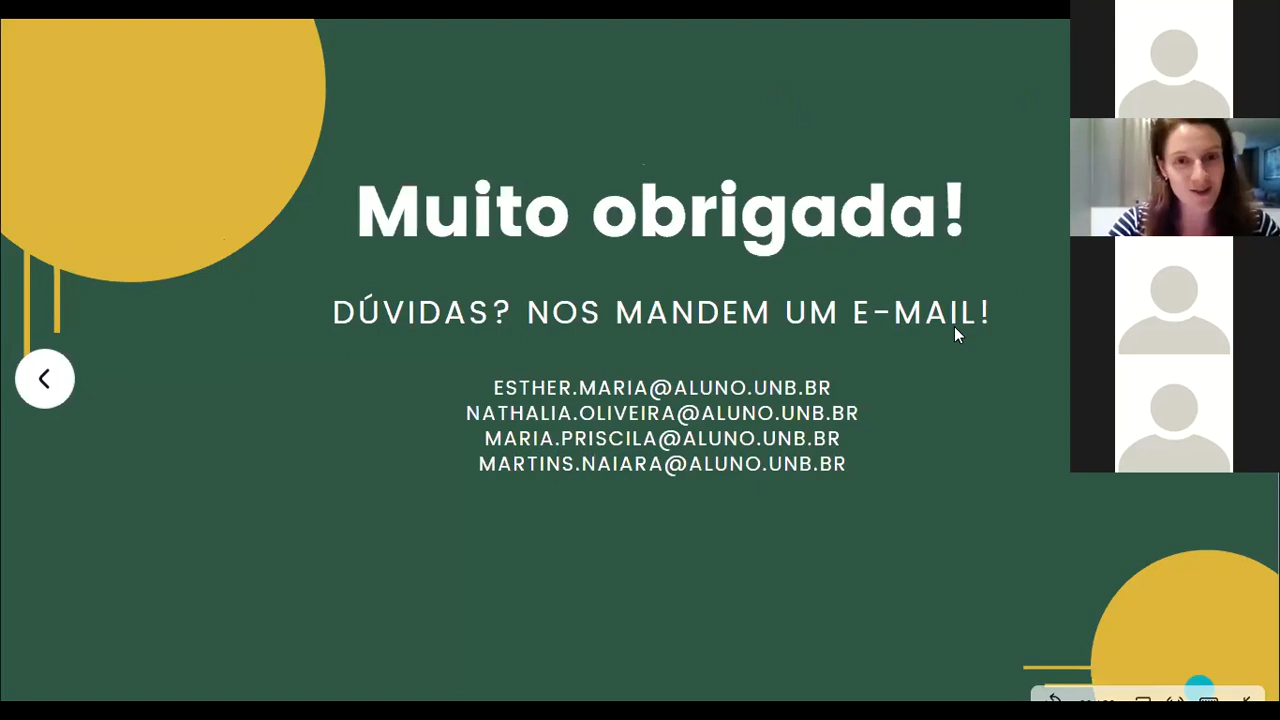 Muito obrigada!
DÚVIDAS? NOS MANDEM UM E-MAIL!
ESTHER.MARIA@ALUNO.UNB.BR
NATHALIA.OLIVEIRA@ALUNO.UNB.BR
MARIA.PRISCILA@ALUNO.UNB.BR
MARTINS.NAIARA@ALUNO.UNB.BR